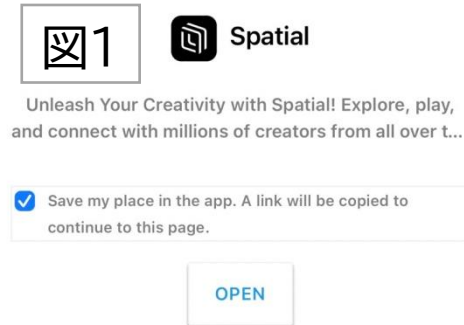 図1
Spatial
Unleash Your Creativity with Spatial! Explore, play,
and connect with millions of creators from all over t...
Save my place in the app. A link will be copied to
continue to this page.
OPEN